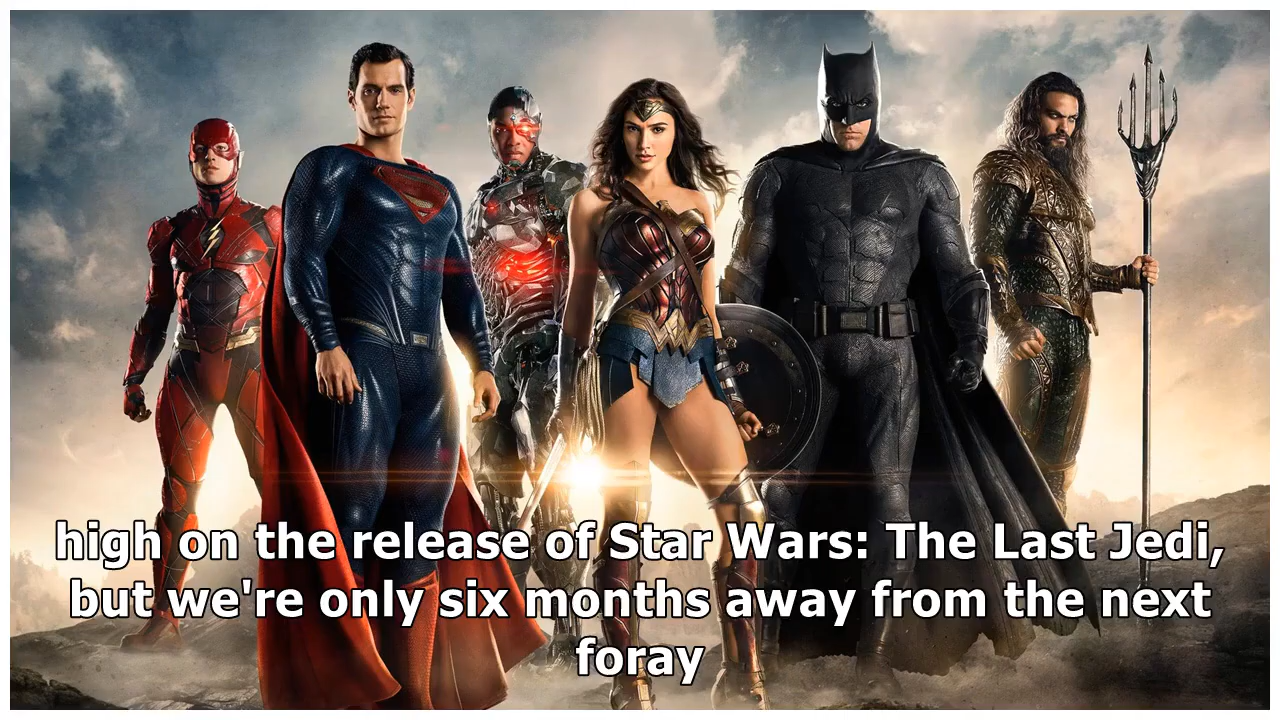 high on the release of Star Wars: The Last Jedi,
but we're only six months away from the next
foray